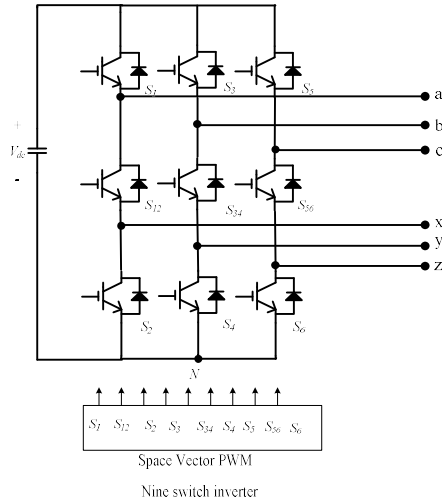 S1 S3 S5
a
b
c
+
Vdc
-
S12 S34 S56
x
y
z
S2 S4 S6
N
S1 S12 S2 S3 S34 S4 S5 S56 S6
Space Vector PWM
Nine switch inverter